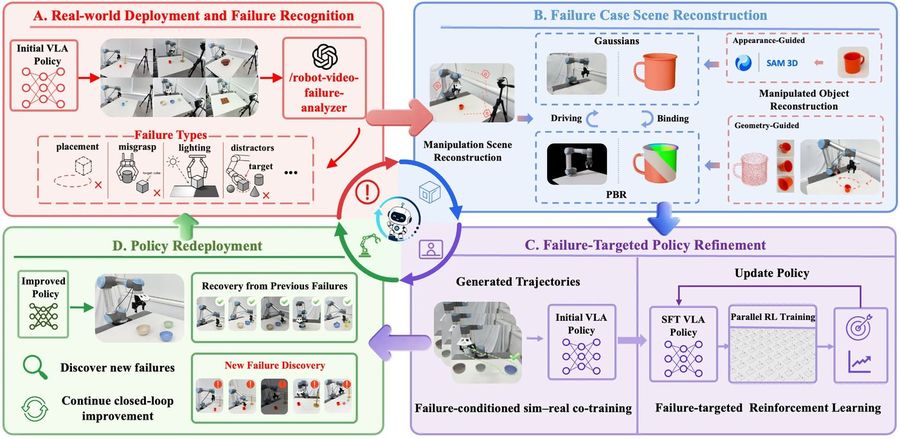 A. Real-world Deployment and Failure Recognition
Initial VLA
Policy
/robot-video-
failure-
analyzer
Failure Types
placement
misgrasp
lighting
distractors
target
target cube
...
B. Failure Case Scene Reconstruction
Gaussians
Appearance-Guided
SAM 3D
Manipulated Object
Reconstruction
Driving
Binding
Manipulation Scene
Reconstruction
Geometry-Guided
PBR
D. Policy Redeployment
Improved
Policy
Recovery from Previous Failures
Discover new failures
New Failure Discovery
Continue closed-loop
improvement
C. Failure-Targeted Policy Refinement
Generated Trajectories
Initial VLA
Policy
Failure-conditioned sim–real co-training
Update Policy
SFT VLA
Policy
Parallel RL Training
Failure-targeted Reinforcement Learning